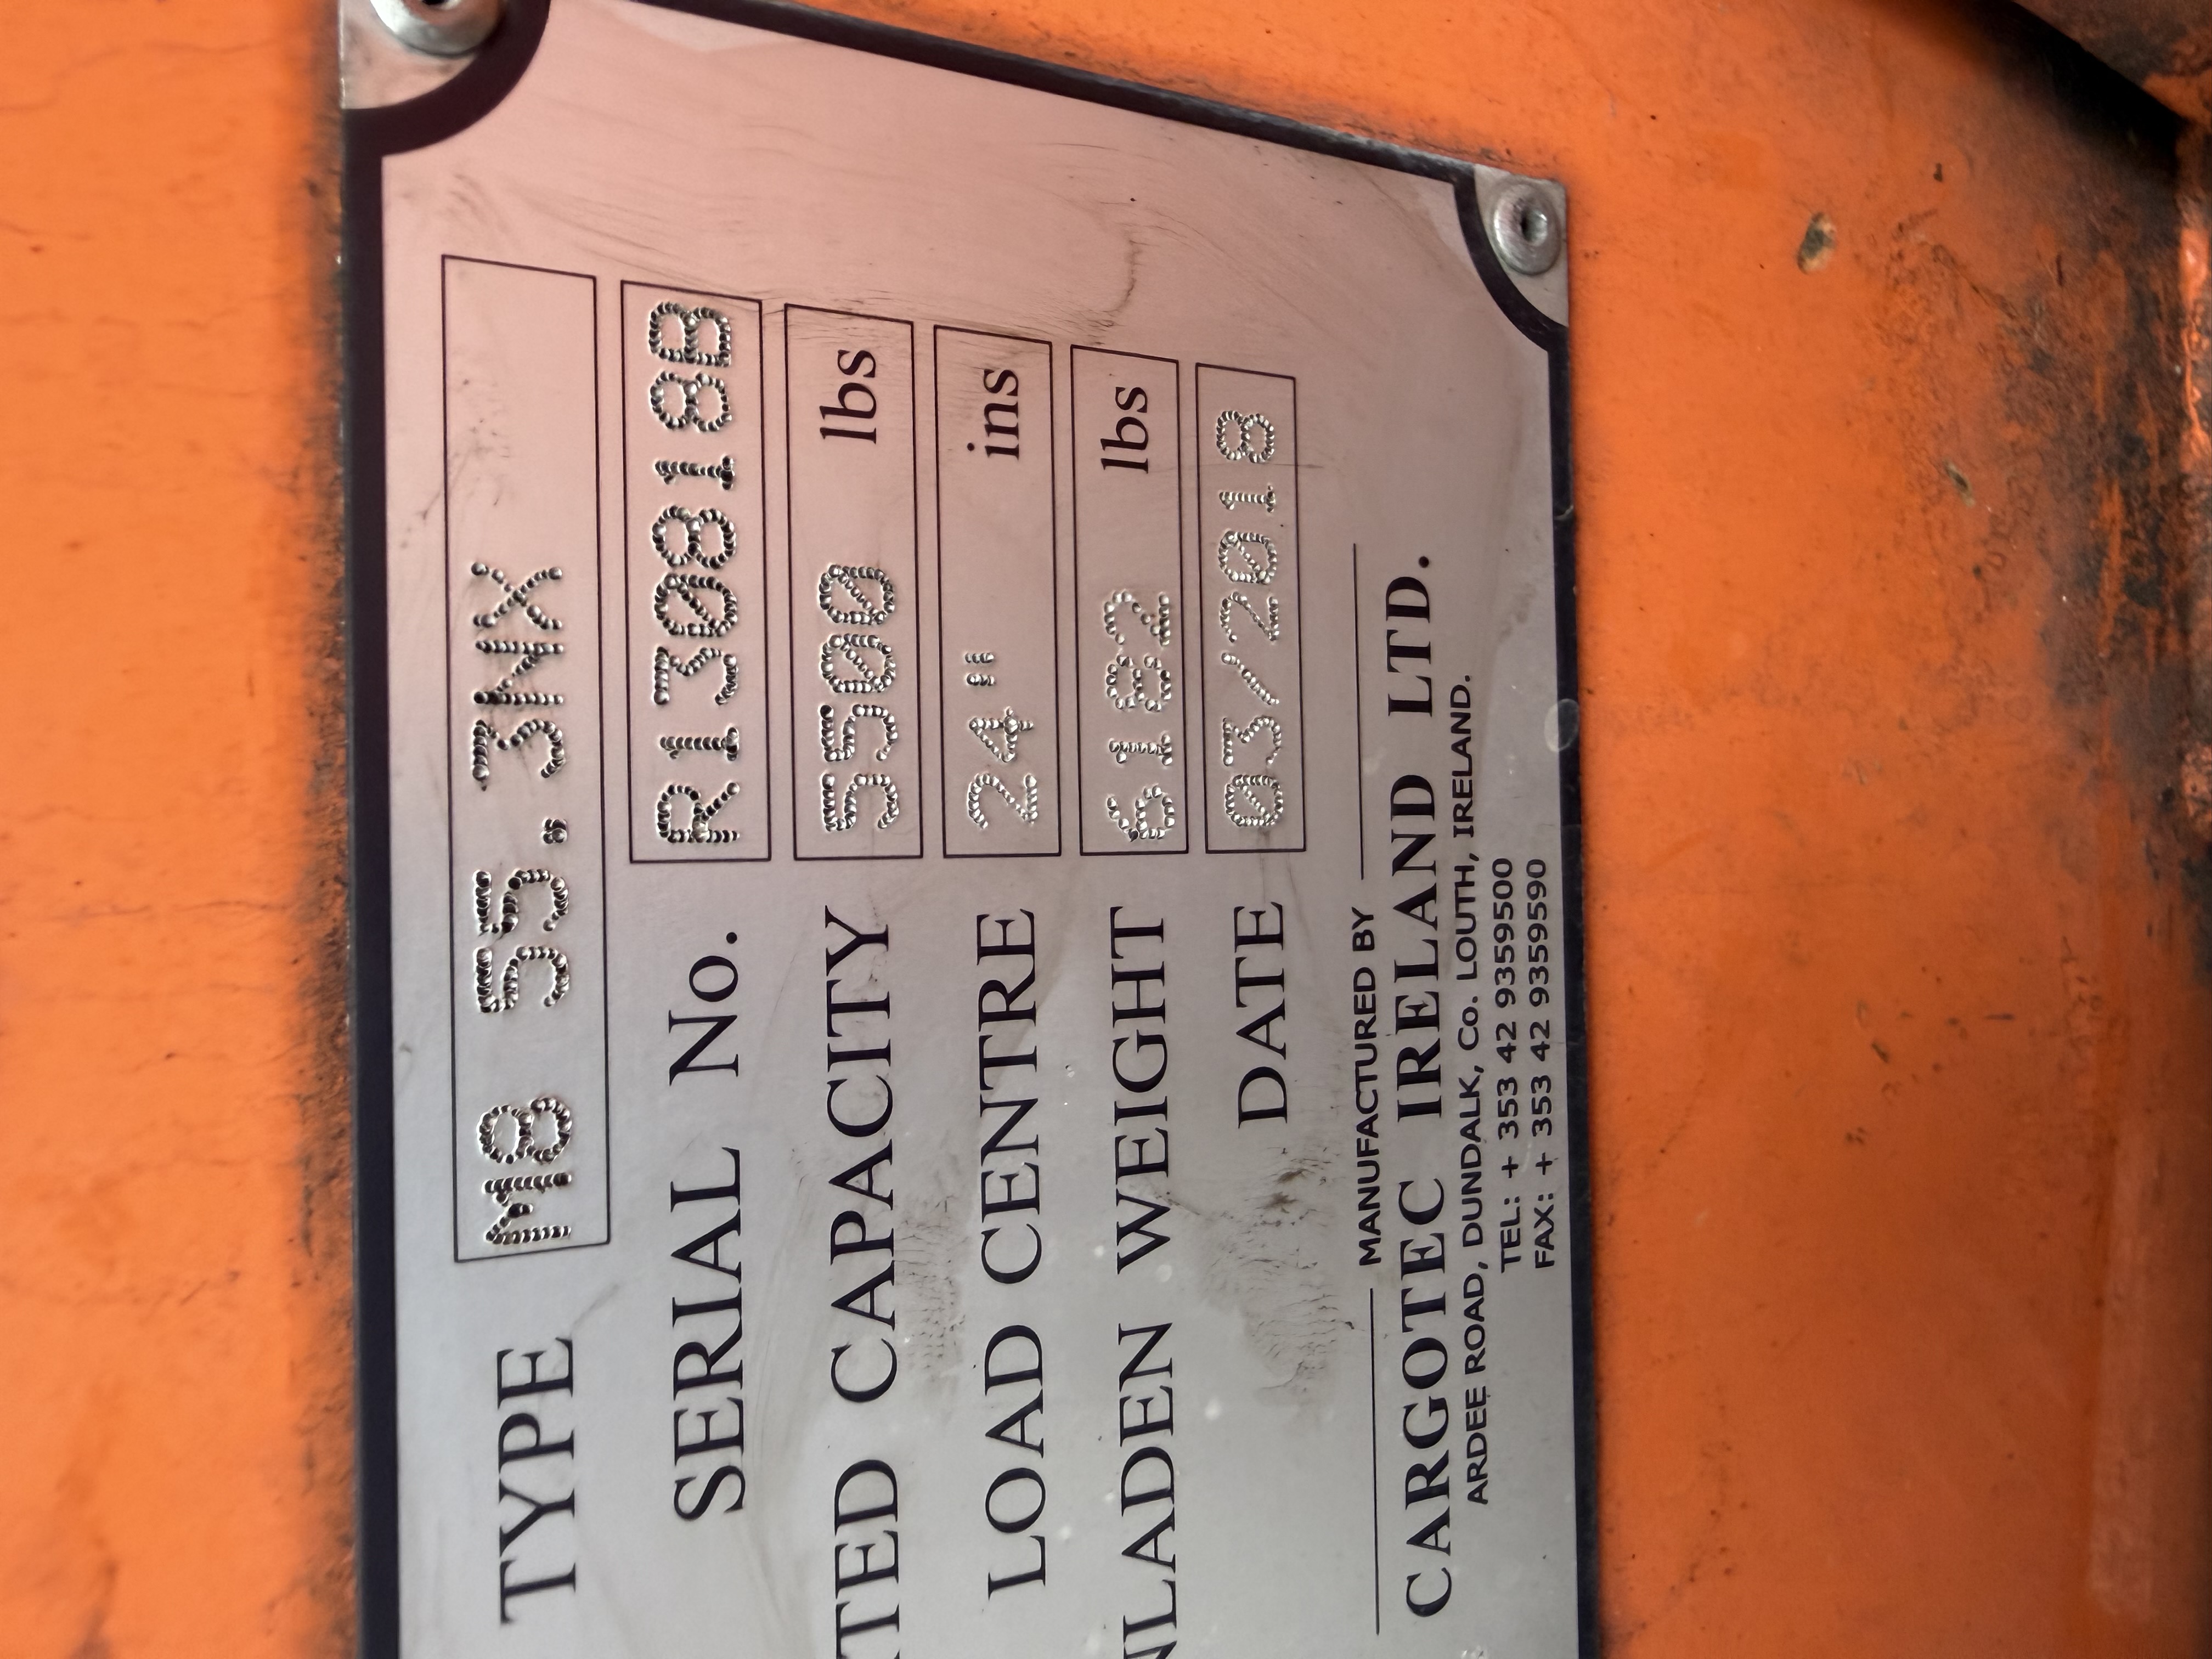 TYPE M8 55.3NX
SERIAL No. R130818B
TED CAPACITY 5500 lbs
LOAD CENTRE 24" ins
NLADEN WEIGHT 6182 lbs
DATE 03/2018
MANUFACTURED BY
CARGOTEC IRELAND LTD.
ARDEE ROAD, DUNDALK, Co. LOUTH, IRELAND.
TEL: + 353 42 9359500
FAX: + 353 42 9359590